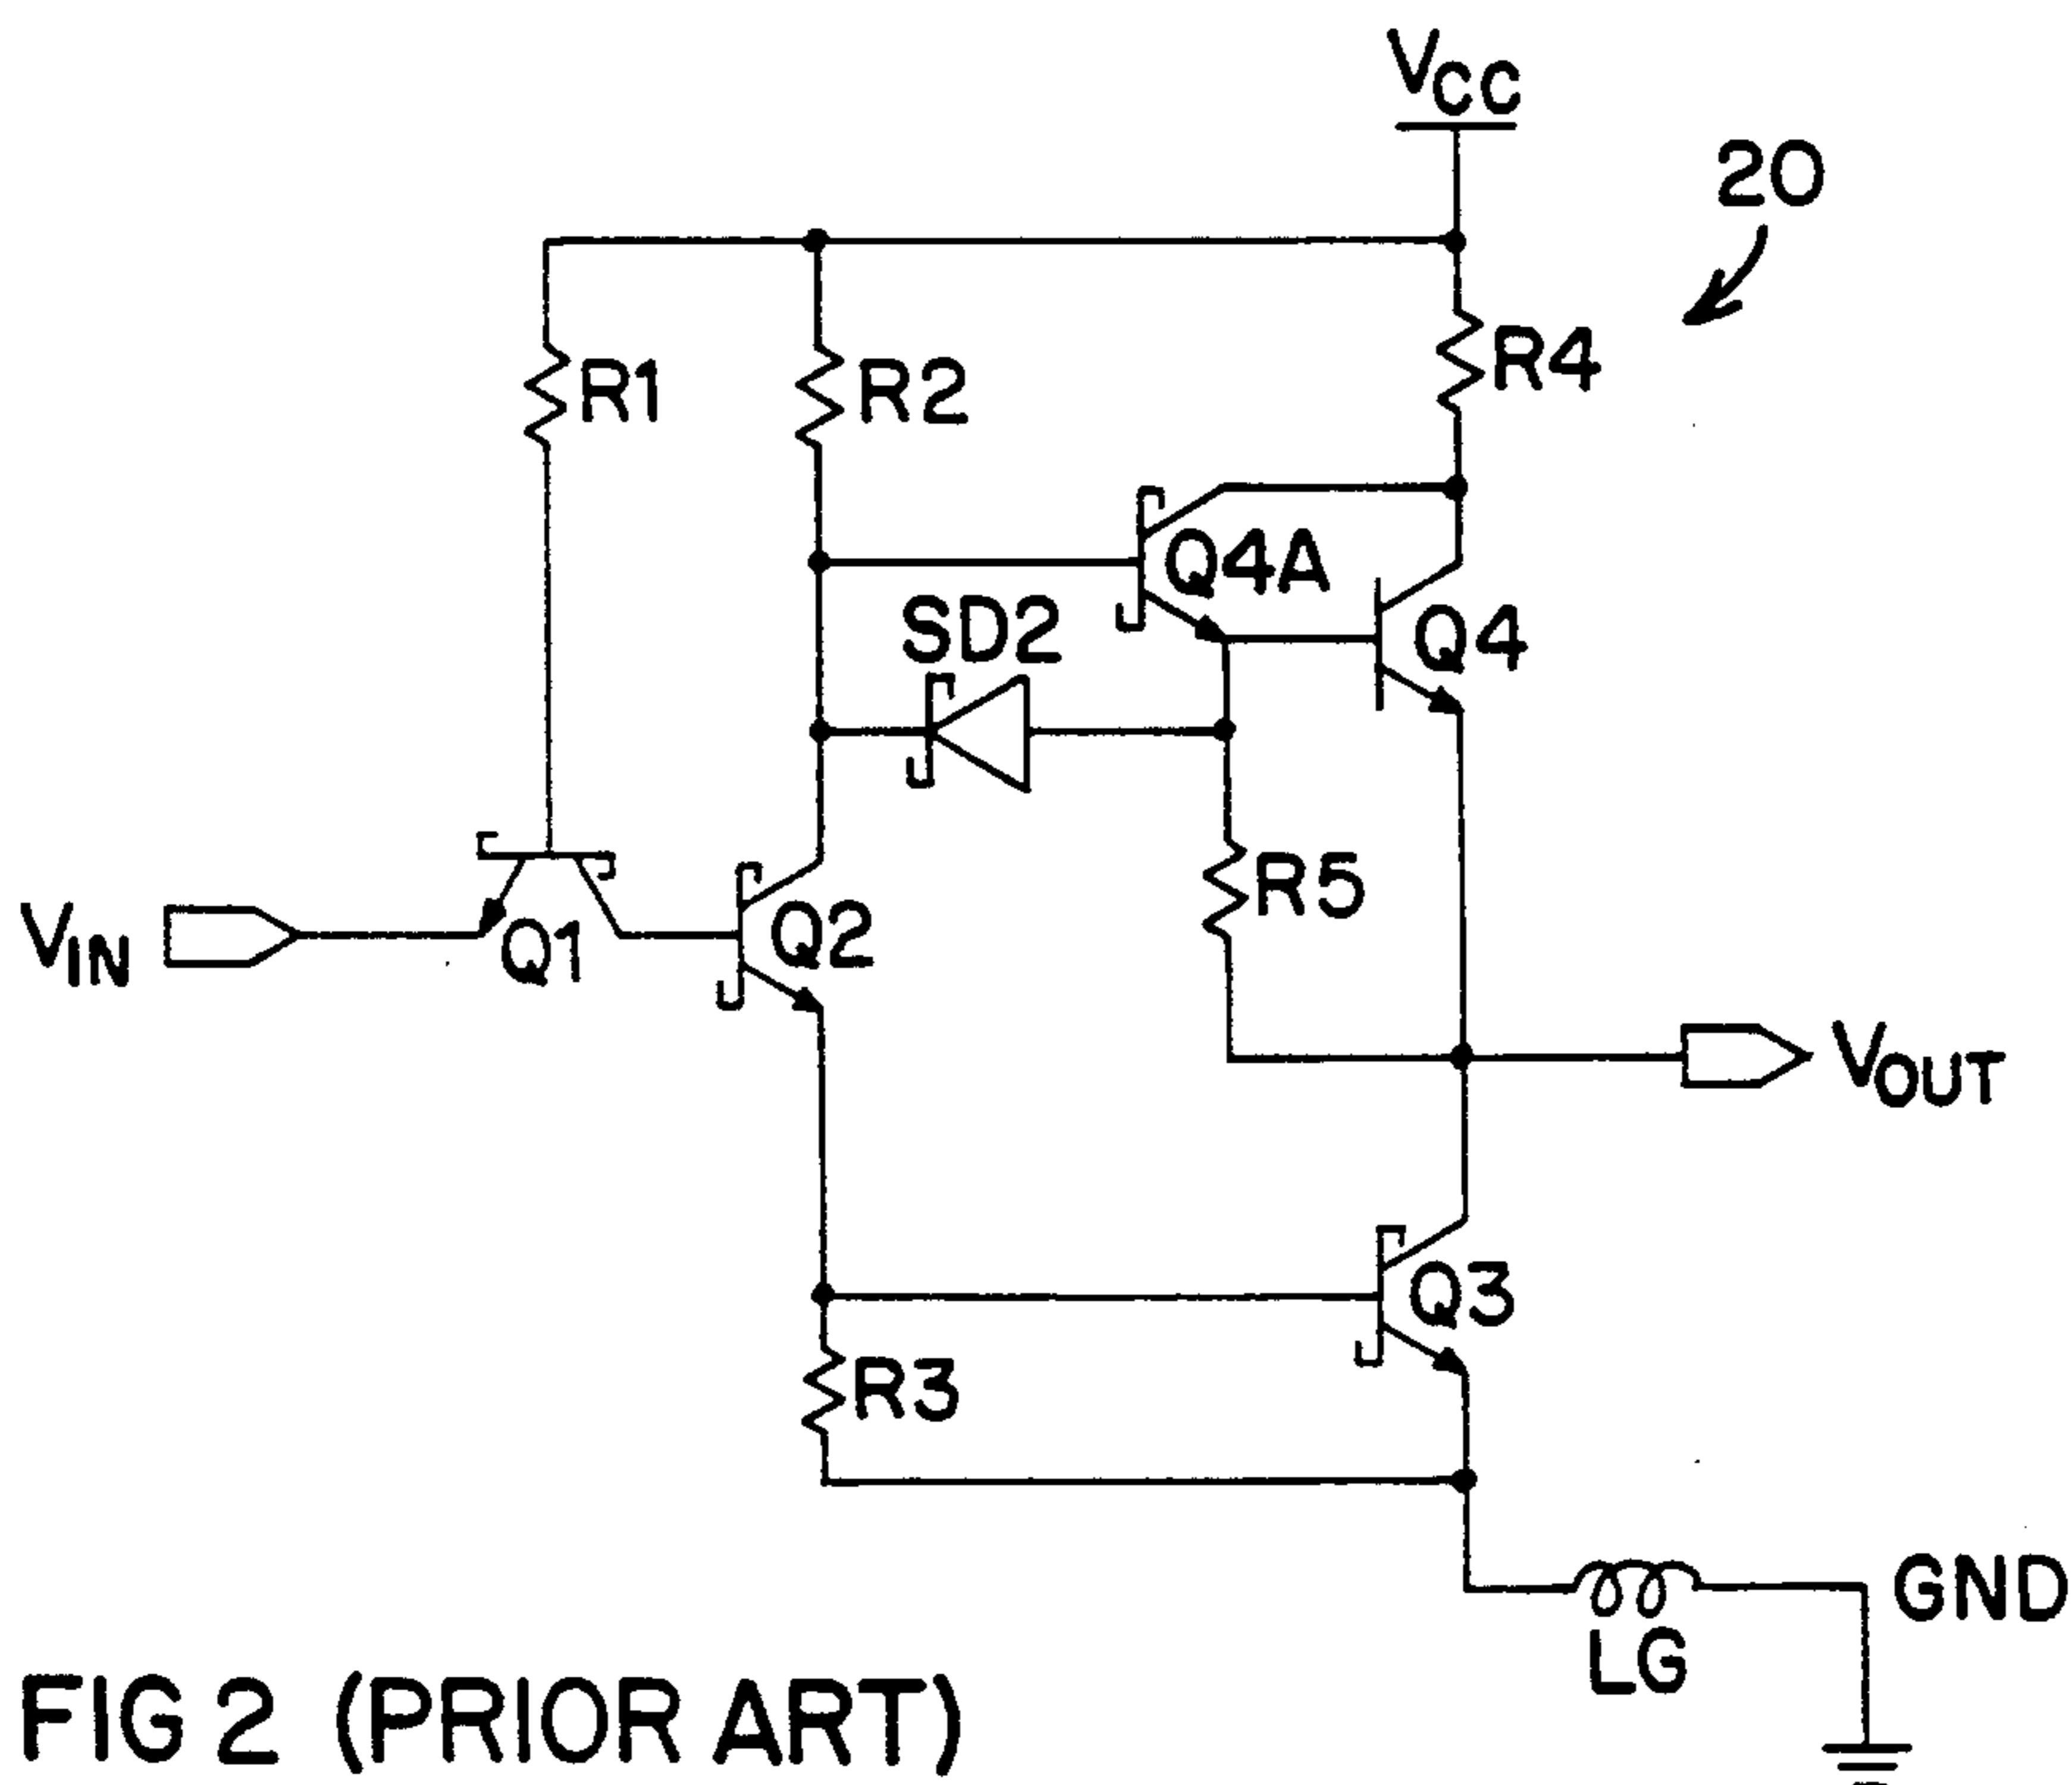 VCC
20
R1
R2
R4
Q4A
SD2
Q4
R5
VIN
Q1
Q2
VOUT
Q3
R3
GND
LG
FIG 2 (PRIOR ART)